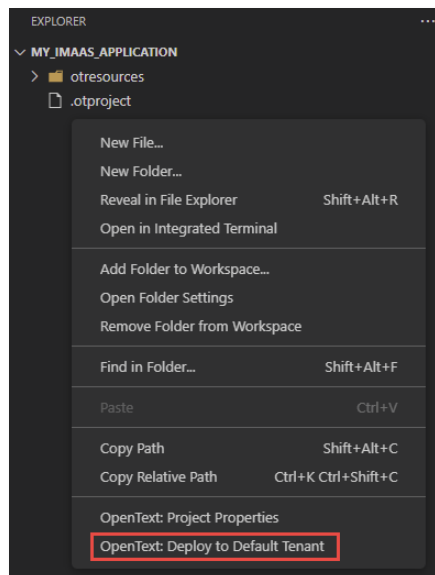 EXPLORER
MY_IMAAS_APPLICATION
otresources
.otproject
New File...
New Folder...
Reveal in File Explorer Shift+Alt+R
Open in Integrated Terminal
Add Folder to Workspace...
Open Folder Settings
Remove Folder from Workspace
Find in Folder... Shift+Alt+F
Paste Ctrl+V
Copy Path Shift+Alt+C
Copy Relative Path Ctrl+K Ctrl+Shift+C
OpenText: Project Properties
OpenText: Deploy to Default Tenant